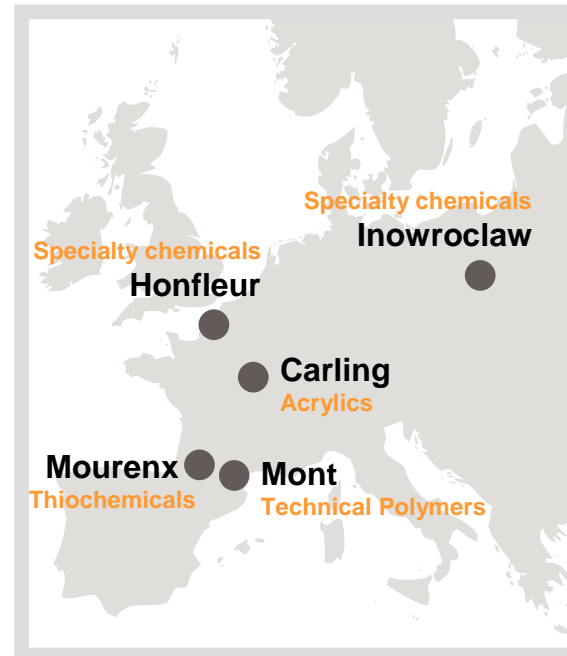 Specialty chemicals
Inowroclaw
Specialty chemicals
Honfleur
Carling
Acrylics
Mourenx
Thiochemicals
Mont
Technical Polymers